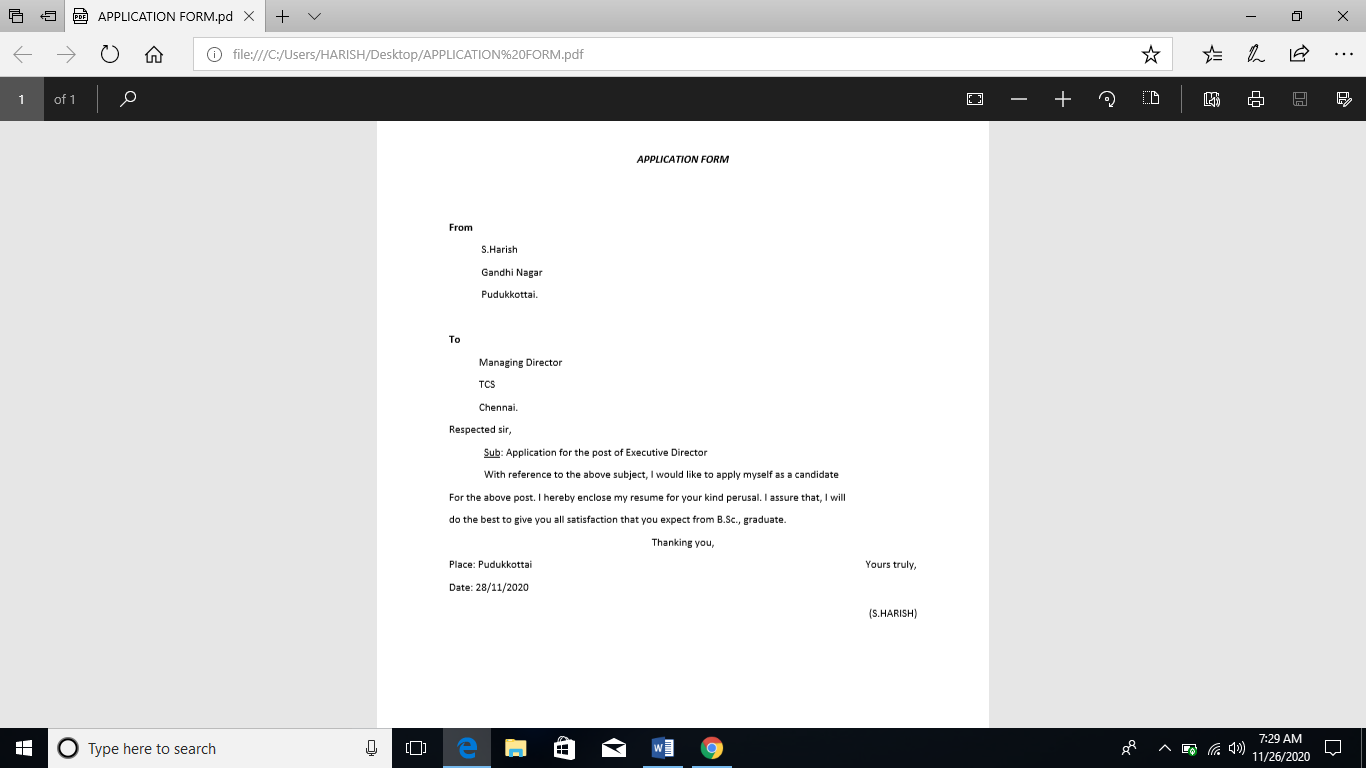 APPLICATION FORM.pd
file:///C:/Users/HARISH/Desktop/APPLICATION%20FORM.pdf
1 of 1
APPLICATION FORM
From
S.Harish
Gandhi Nagar
Pudukkottai.
To
Managing Director
TCS
Chennai.
Respected sir,
Sub: Application for the post of Executive Director
With reference to the above subject, I would like to apply myself as a candidate
For the above post. I hereby enclose my resume for your kind perusal. I assure that, I will
do the best to give you all satisfaction that you expect from B.Sc., graduate.
Thanking you,
Place: Pudukkottai Yours truly,
Date: 28/11/2020
(S.HARISH)
Type here to search
7:29 AM
11/26/2020